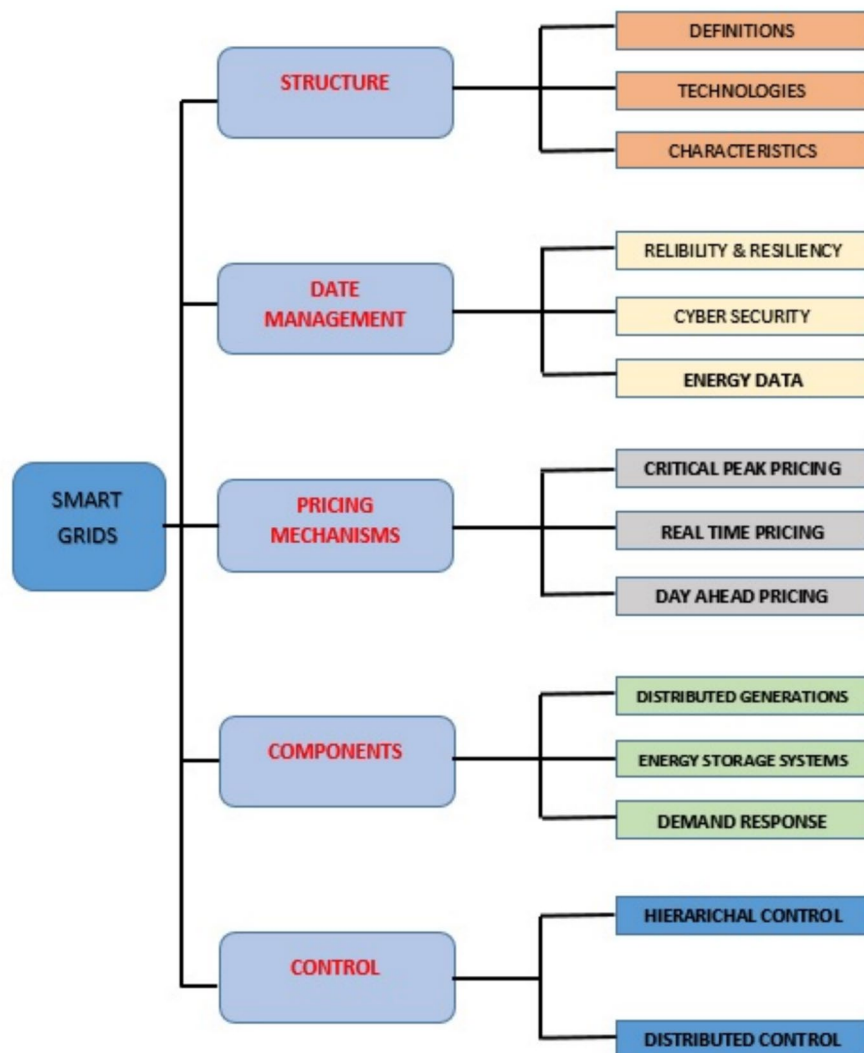 SMART
GRIDS
STRUCTURE
DEFINITIONS
TECHNOLOGIES
CHARACTERISTICS
DATE
MANAGEMENT
RELIBILITY & RESILIENCY
CYBER SECURITY
ENERGY DATA
PRICING
MECHANISMS
CRITICAL PEAK PRICING
REAL TIME PRICING
DAY AHEAD PRICING
COMPONENTS
DISTRIBUTED GENERATIONS
ENERGY STORAGE SYSTEMS
DEMAND RESPONSE
CONTROL
HIERARICHAL CONTROL
DISTRIBUTED CONTROL